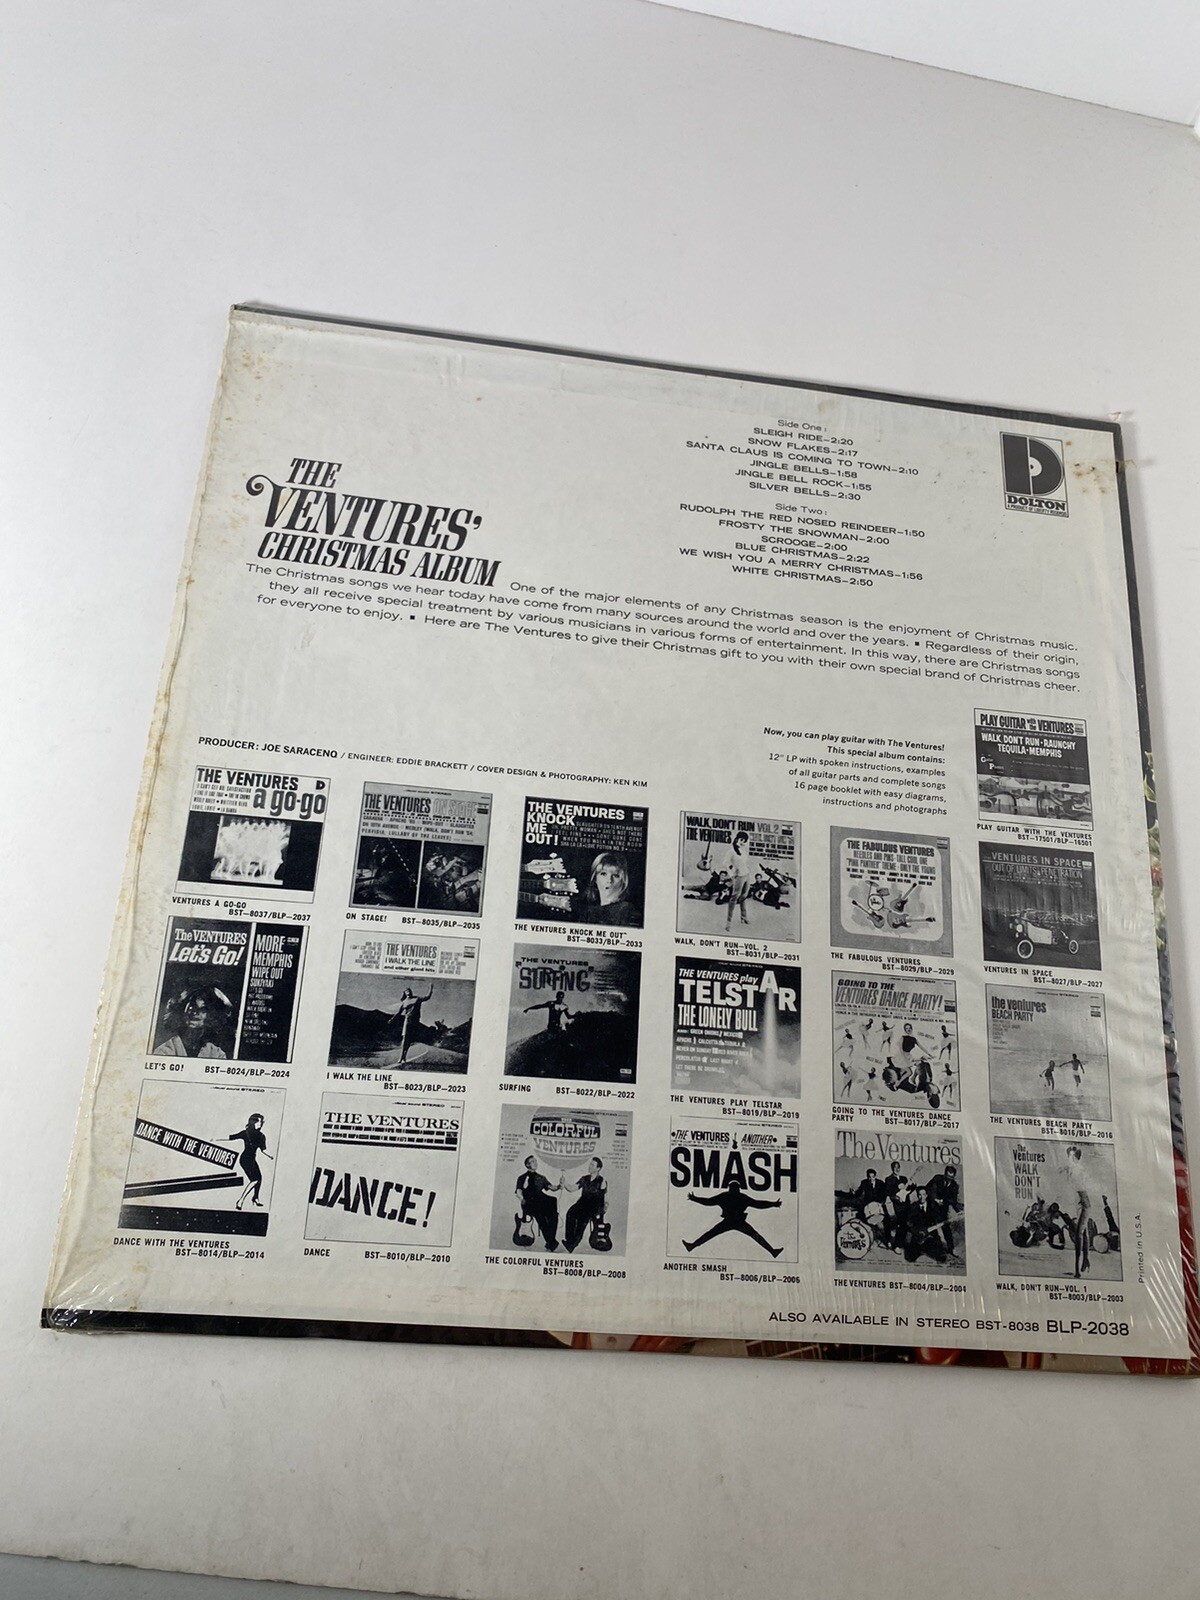 Side One:
SLEIGH RIDE—2:20
SNOW FLAKES—2:17
SANTA CLAUS IS COMING TO TOWN—2:10
JINGLE BELLS—1:58
JINGLE BELL ROCK—1:55
SILVER BELLS—2:30
Side Two:
RUDOLPH THE RED NOSED REINDEER—1:50
FROSTY THE SNOWMAN—2:00
SCROOGE—2:00
BLUE CHRISTMAS—2:22
WE WISH YOU A MERRY CHRISTMAS—1:56
WHITE CHRISTMAS—2:50
D
DOLTON
A PRODUCT OF LIBERTY RECORDS
THE
VENTURES'
CHRISTMAS ALBUM
One of the major elements of any Christmas season is the enjoyment of Christmas music.
The Christmas songs we hear today have come from many sources around the world and over the years. ▪ Regardless of their origin,
they all receive special treatment by various musicians in various forms of entertainment. In this way, there are Christmas songs
for everyone to enjoy. ▪ Here are The Ventures to give their Christmas gift to you with their own special brand of Christmas cheer.
PRODUCER: JOE SARACENO / ENGINEER: EDDIE BRACKETT / COVER DESIGN & PHOTOGRAPHY: KEN KIM
Now, you can play guitar with The Ventures!
This special album contains:
12" LP with spoken instructions, examples
of all guitar parts and complete songs
16 page booklet with easy diagrams,
instructions and photographs
PLAY GUITAR with the VENTURES
WALK DON'T RUN • RAUNCHY
TEQUILA • MEMPHIS
PLAY GUITAR WITH THE VENTURES
BST—17501/BLP—16501
THE VENTURES
a go-go
VENTURES A GO-GO
BST—8037/BLP—2037
THE VENTURES ON STAGE
ON STAGE! BST—8035/BLP—2035
THE VENTURES
KNOCK
ME
OUT!
THE VENTURES KNOCK ME OUT
BST—8033/BLP—2033
WALK, DON'T RUN VOL. 2
THE VENTURES
WALK, DON'T RUN—VOL. 2
BST—8031/BLP—2031
THE FABULOUS VENTURES
THE FABULOUS VENTURES
BST—8029/BLP—2029
VENTURES IN SPACE
OUT OF LIMITS • PENETRATION
VENTURES IN SPACE
BST—8027/BLP—2027
The VENTURES
Let's Go!
MORE
MEMPHIS
WIPE OUT
SUKIYAKI
LET'S GO! BST—8024/BLP—2024
THE VENTURES
I WALK THE LINE
and other giant hits
I WALK THE LINE
BST—8023/BLP—2023
THE VENTURES
"SURFING"
SURFING BST—8022/BLP—2022
THE VENTURES play
TELSTAR
THE LONELY BULL
THE VENTURES PLAY TELSTAR
BST—8019/BLP—2019
GOING TO THE
VENTURES DANCE PARTY!
GOING TO THE VENTURES DANCE
PARTY BST—8017/BLP—2017
the ventures
BEACH PARTY
THE VENTURES BEACH PARTY
BST—8016/BLP—2016
DANCE WITH THE VENTURES
DANCE WITH THE VENTURES
BST—8014/BLP—2014
THE VENTURES
DANCE!
DANCE BST—8010/BLP—2010
COLORFUL
VENTURES
THE COLORFUL VENTURES
BST—8008/BLP—2008
THE VENTURES ANOTHER
SMASH
ANOTHER SMASH
BST—8006/BLP—2006
The Ventures
THE VENTURES BST—8004/BLP—2004
The Ventures
WALK
DON'T
RUN
WALK, DON'T RUN—VOL. 1
BST—8003/BLP—2003
Printed in U.S.A.
ALSO AVAILABLE IN STEREO BST-8038 BLP-2038